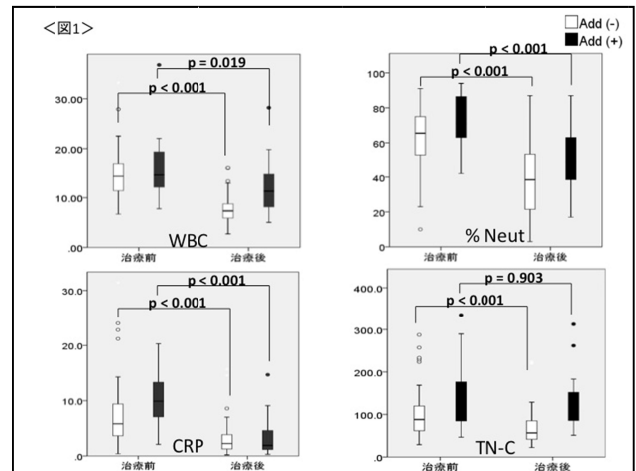 ＜図1＞
Add (-)
Add (+)
p = 0.019
p < 0.001
30.00
20.00
10.00
.00
WBC
治療前
治療後
p < 0.001
p < 0.001
100
80
60
40
20
0
% Neut
治療前
治療後
p < 0.001
p < 0.001
30.0
20.0
10.0
.0
CRP
治療前
治療後
p = 0.903
p < 0.001
400.0
300.0
200.0
100.0
.0
TN-C
治療前
治療後